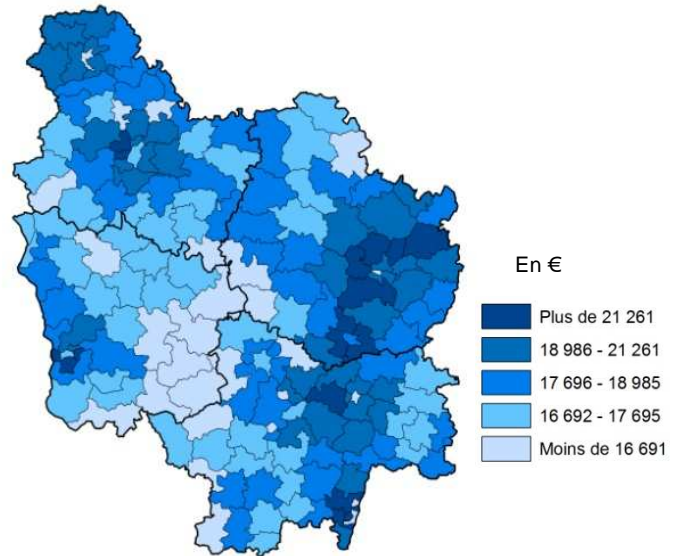 En €
Plus de 21 261
18 986 - 21 261
17 696 - 18 985
16 692 - 17 695
Moins de 16 691